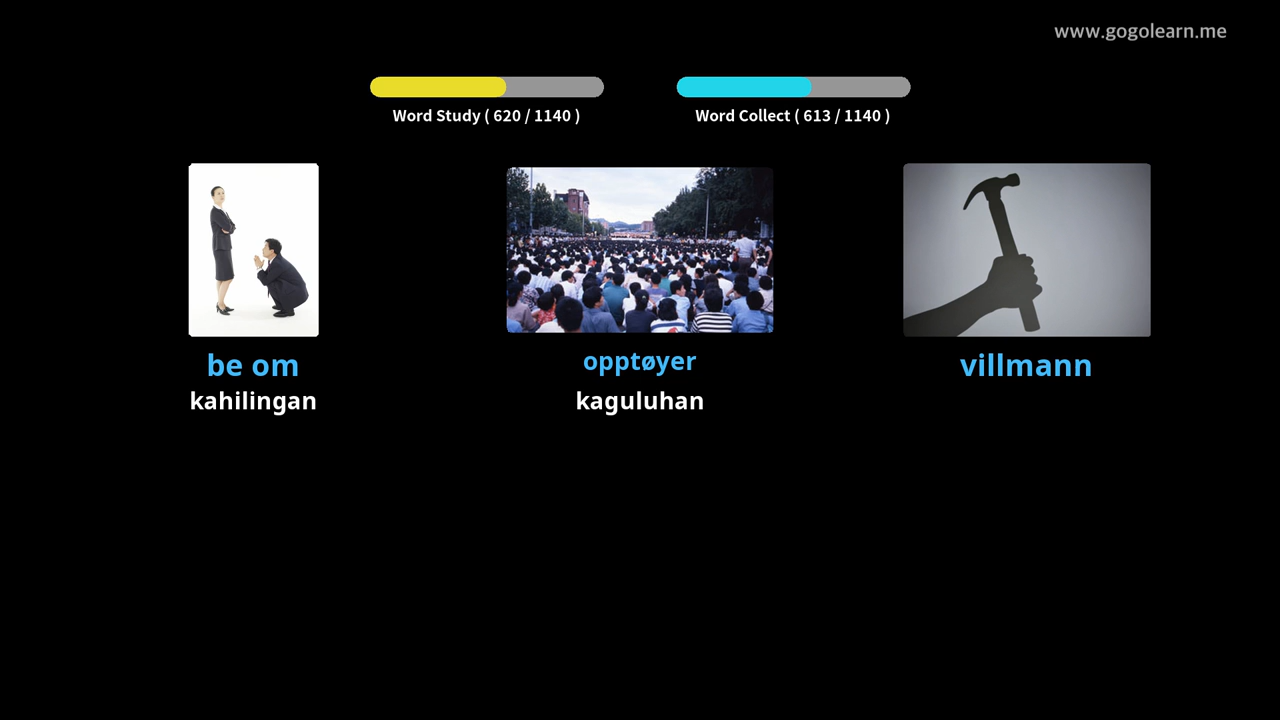 www.gogolearn.me
Word Study ( 620 / 1140 )
Word Collect ( 613 / 1140 )
be om
kahilingan
opptøyer
kaguluhan
villmann